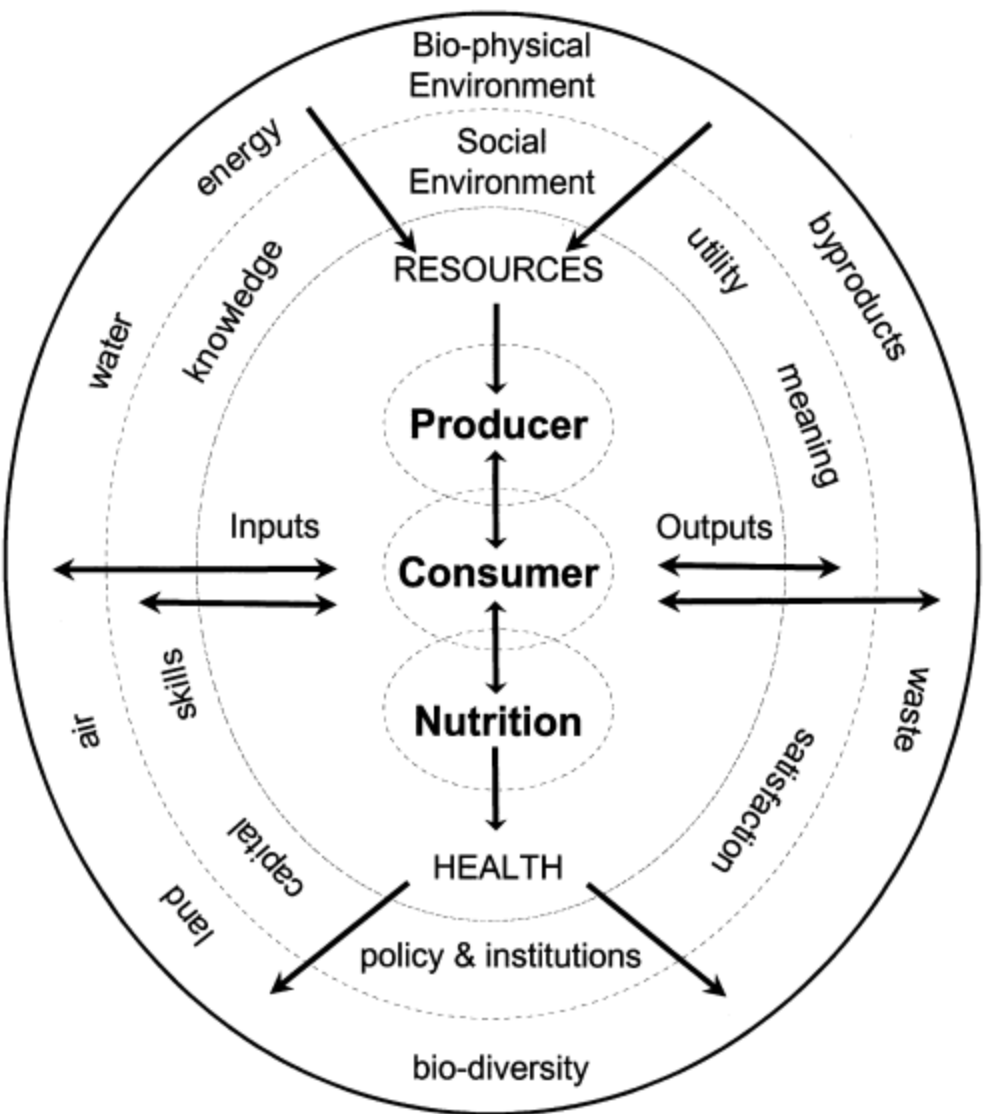 Bio-physical
Environment
energy
Social
Environment
byproducts
knowledge
RESOURCES
utility
water
Producer
meaning
Inputs
Outputs
Consumer
skills
air
Nutrition
waste
satisfaction
capital
HEALTH
land
policy & institutions
bio-diversity